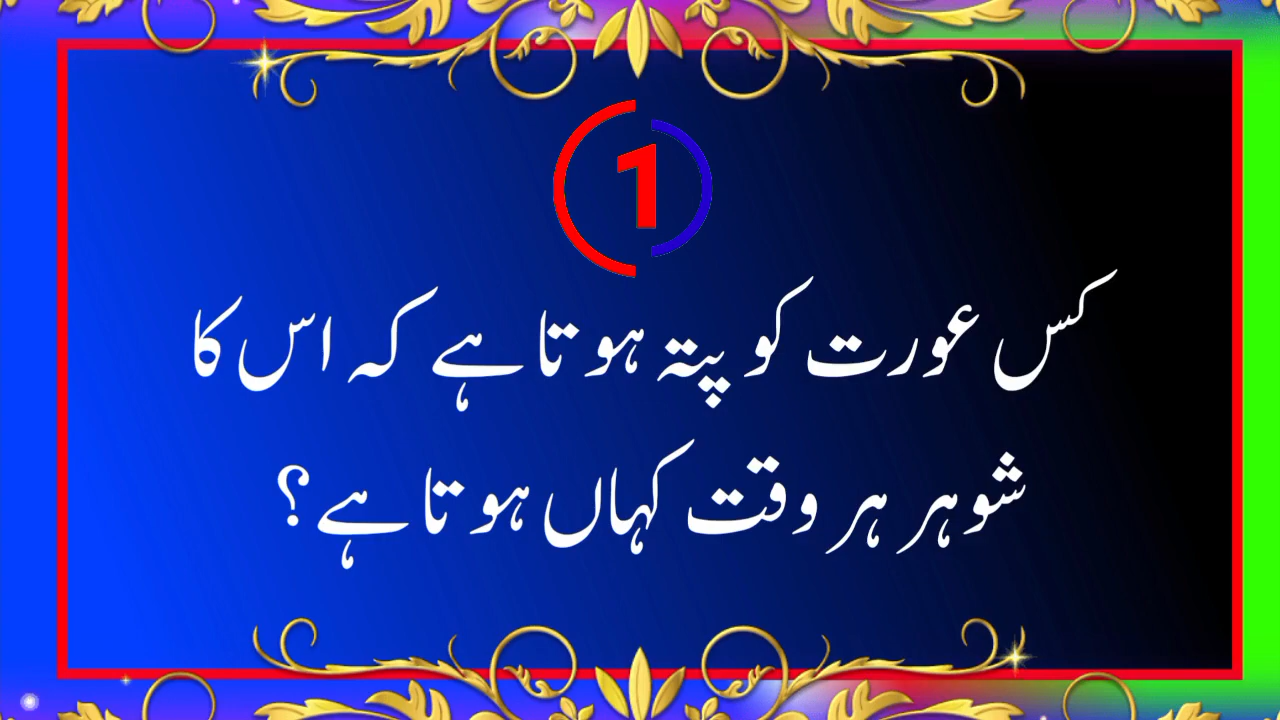 1
کس عورت کو پتہ ہوتا ہے کہ اس کا
شوہر ہر وقت کہاں ہوتا ہے؟